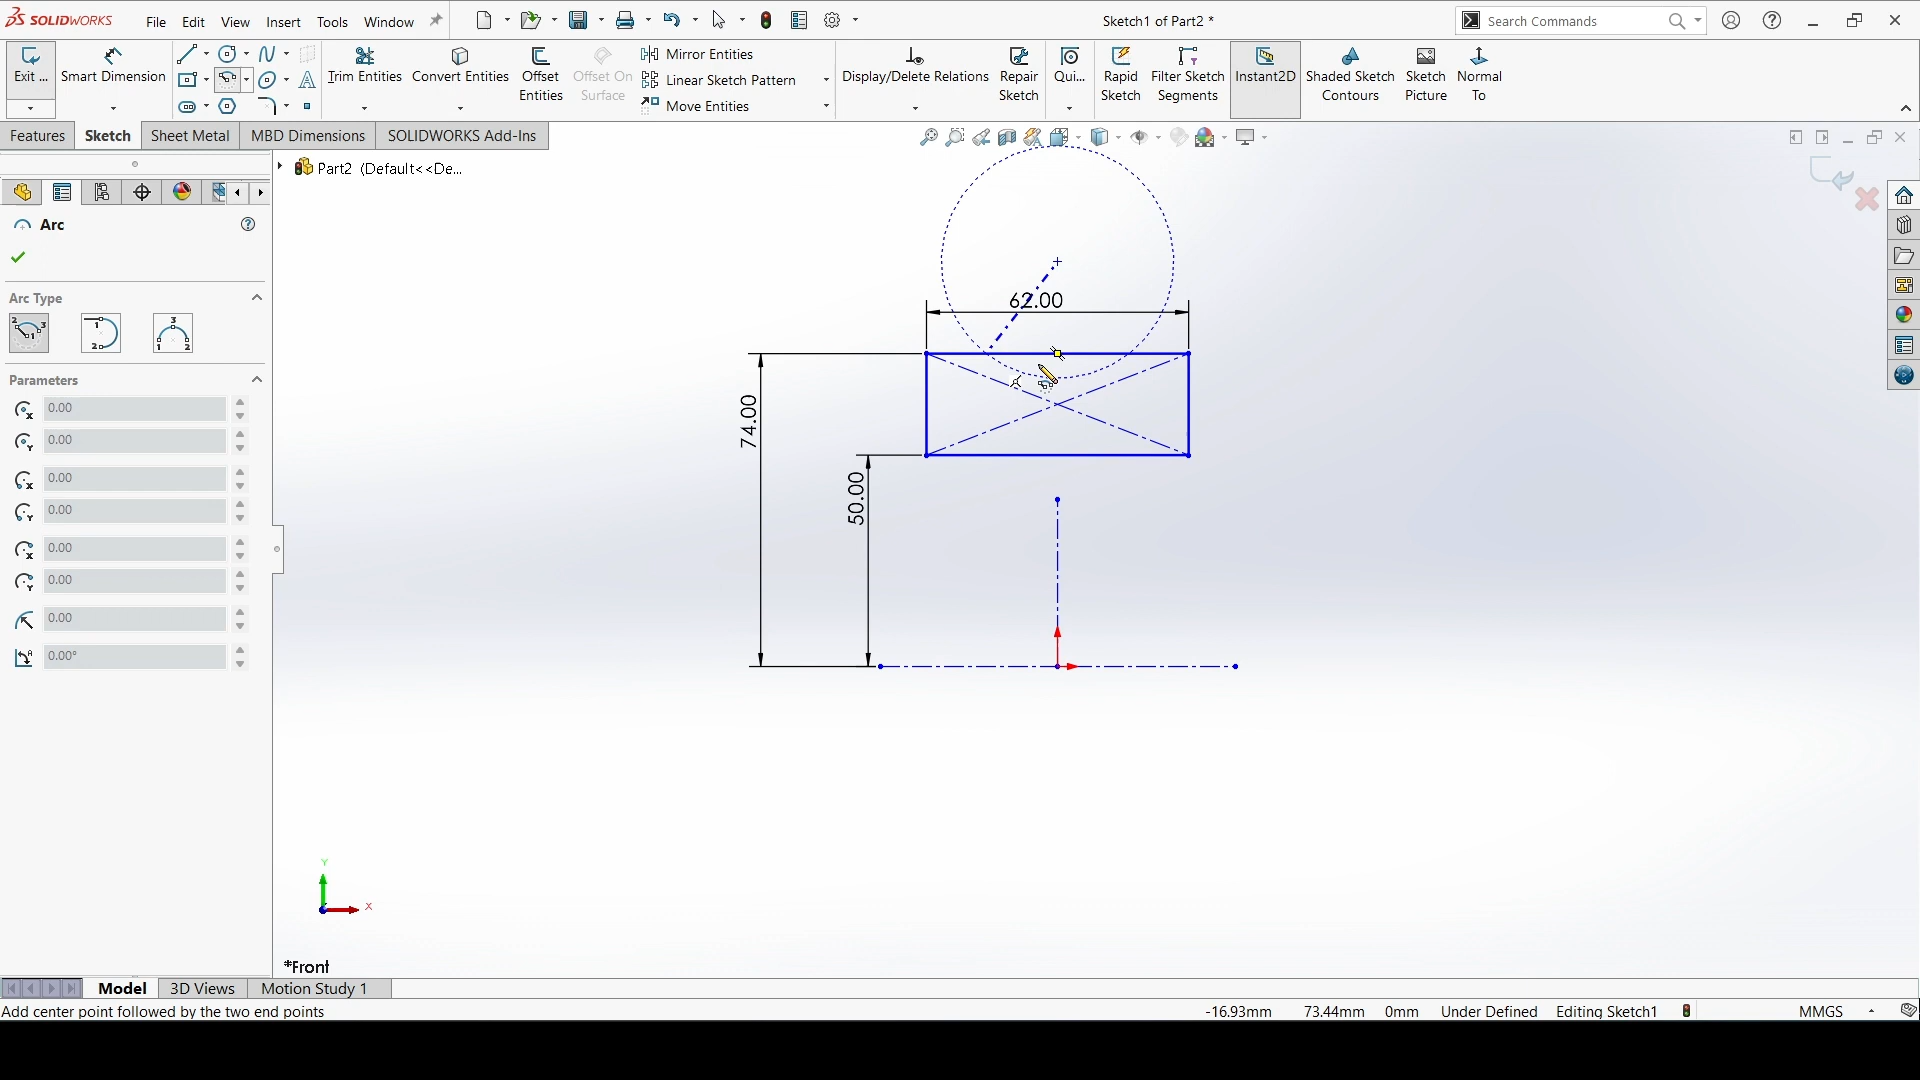 SOLIDWORKS File Edit View Insert Tools Window Sketch1 of Part2 * Search Commands
Exit ... Smart Dimension Trim Entities Convert Entities Offset Entities Offset On Surface Mirror Entities Linear Sketch Pattern Move Entities Display/Delete Relations Repair Sketch Qui... Rapid Sketch Filter Sketch Segments Instant2D Shaded Sketch Contours Sketch Picture Normal To
Features Sketch Sheet Metal MBD Dimensions SOLIDWORKS Add-Ins
Part2 (Default<<De...
Arc
Arc Type
Parameters
0.00
0.00
0.00
0.00
0.00
0.00
0.00
0.00°
62.00
74.00
50.00
Y
X
*Front
Model 3D Views Motion Study 1
Add center point followed by the two end points -16.93mm 73.44mm 0mm Under Defined Editing Sketch1 MMGS